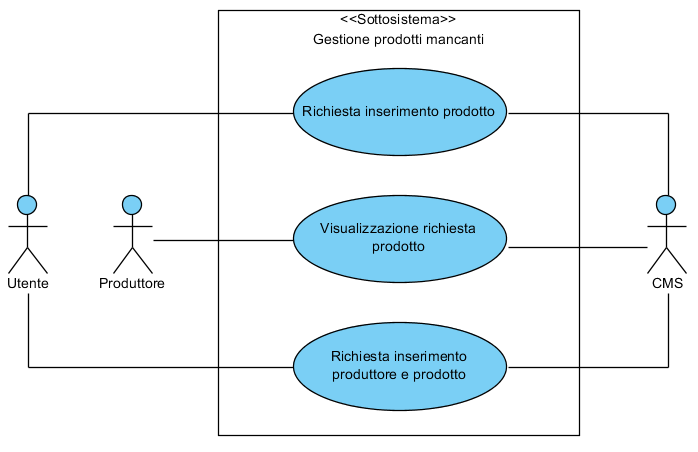 <<Sottosistema>>
Gestione prodotti mancanti
Richiesta inserimento prodotto
Visualizzazione richiesta
prodotto
Utente
Produttore
CMS
Richiesta inserimento
produttore e prodotto